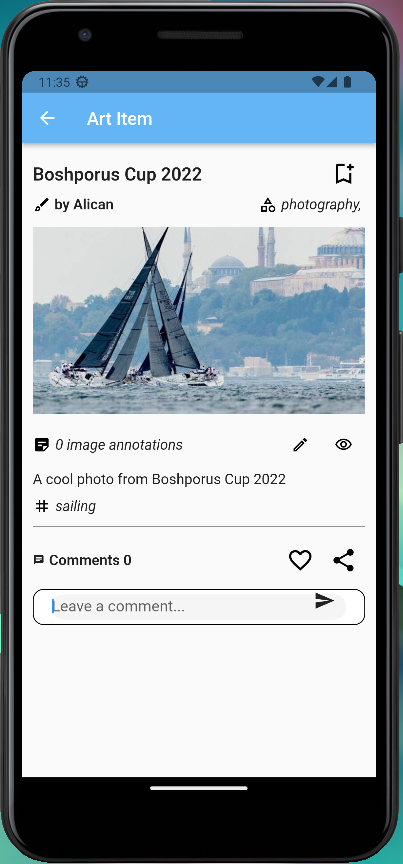 11:35
Art Item
Boshporus Cup 2022
by Alican
photography,
0 image annotations
A cool photo from Boshporus Cup 2022
# sailing
Comments 0
Leave a comment...